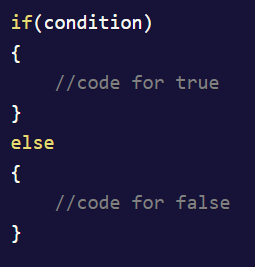 if(condition)
{
    //code for true
}
else
{
    //code for false
}